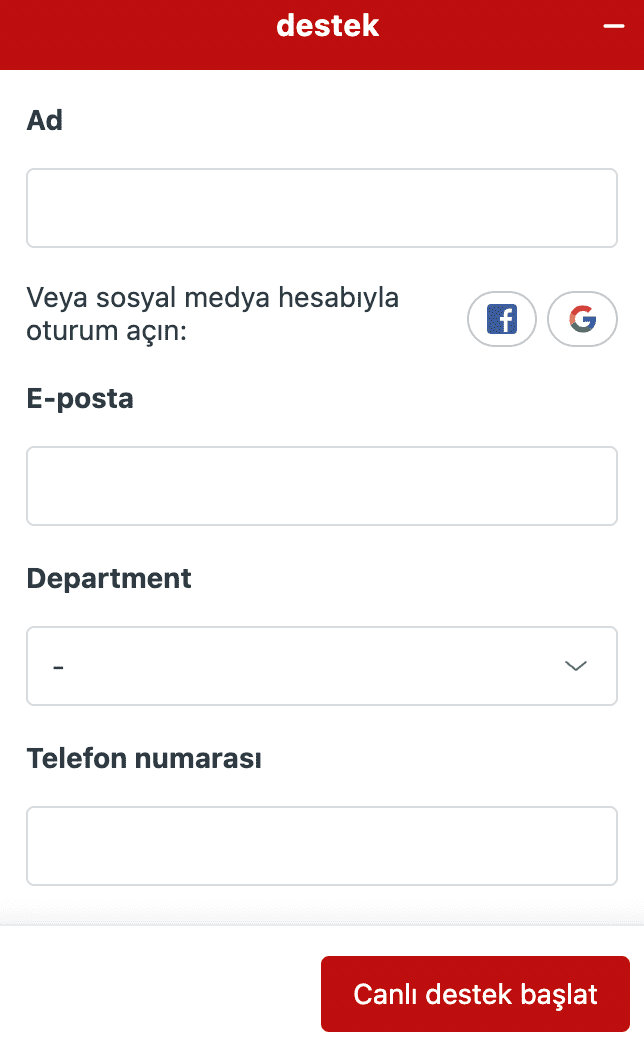 destek
Ad
Veya sosyal medya hesabıyla
oturum açın:
E-posta
Department
-
Telefon numarası
Canlı destek başlat